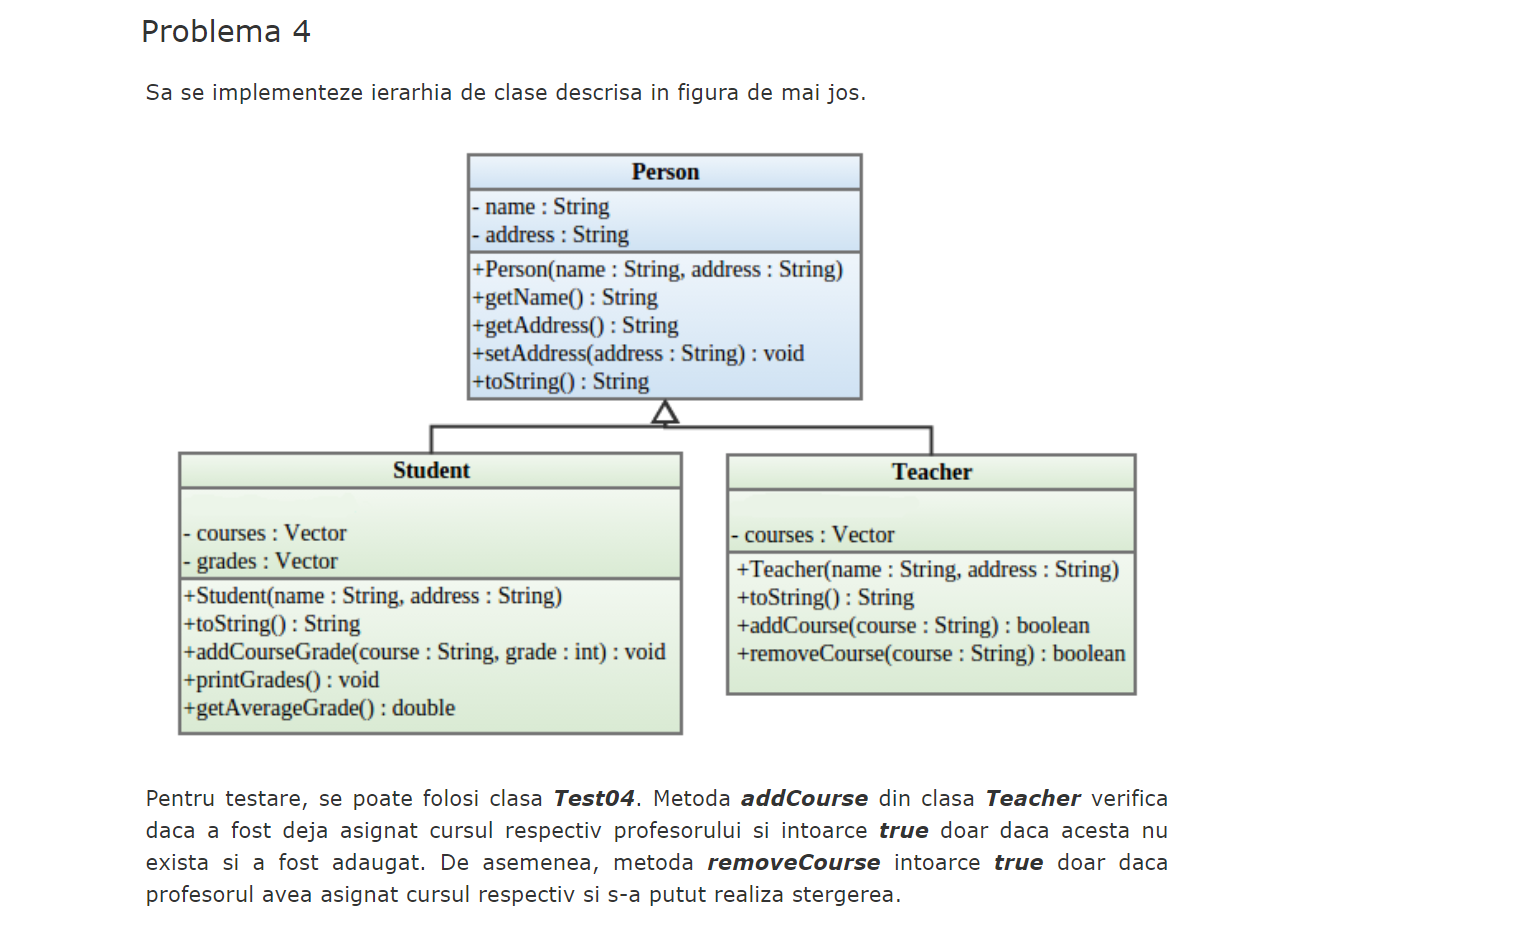 Problema 4
Sa se implementeze ierarhia de clase descrisa in figura de mai jos.
Person
- name : String
- address : String
+Person(name : String, address : String)
+getName() : String
+getAddress() : String
+setAddress(address : String) : void
+toString() : String
Student
- courses : Vector
- grades : Vector
+Student(name : String, address : String)
+toString() : String
+addCourseGrade(course : String, grade : int) : void
+printGrades() : void
+getAverageGrade() : double
Teacher
- courses : Vector
+Teacher(name : String, address : String)
+toString() : String
+addCourse(course : String) : boolean
+removeCourse(course : String) : boolean
Pentru testare, se poate folosi clasa Test04. Metoda addCourse din clasa Teacher verifica
daca a fost deja asignat cursul respectiv profesorului si intoarce true doar daca acesta nu
exista si a fost adaugat. De asemenea, metoda removeCourse intoarce true doar daca
profesorul avea asignat cursul respectiv si s-a putut realiza stergerea.